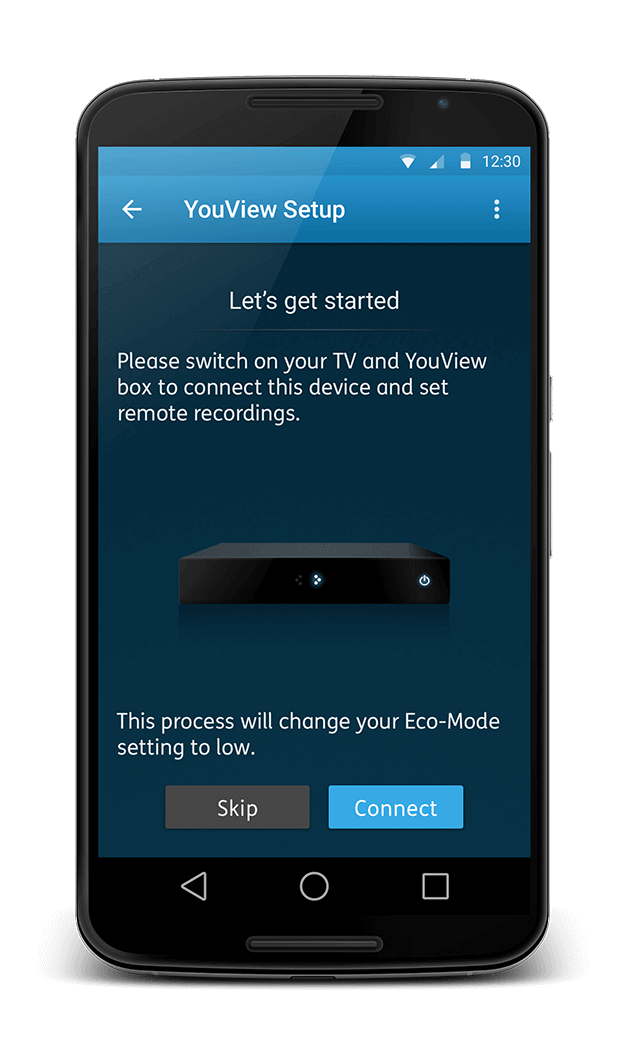 12:30
YouView Setup
Let's get started
Please switch on your TV and YouView
box to connect this device and set
remote recordings.
This process will change your Eco-Mode
setting to low.
Skip
Connect